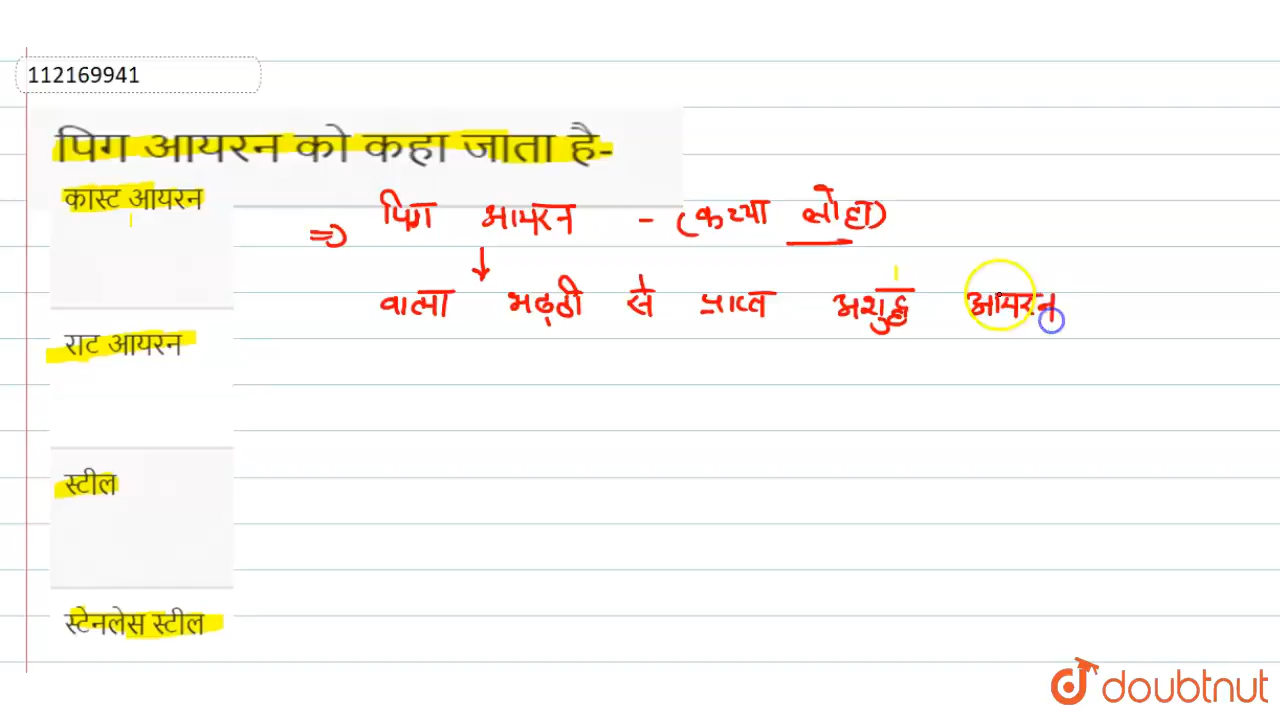 112169941
पिग आयरन को कहा जाता है-
कास्ट आयरन
⇒ पिग आयरन - (कच्चा लोहा)
वात्या भट्ठी से प्राप्त अशुद्ध आयरन
राट आयरन
स्टील
स्टेनलेस स्टील
doubtnut